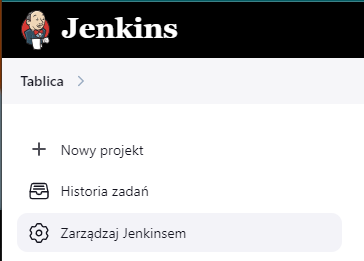 Jenkins
Tablica
Nowy projekt
Historia zadań
Zarządzaj Jenkinsem